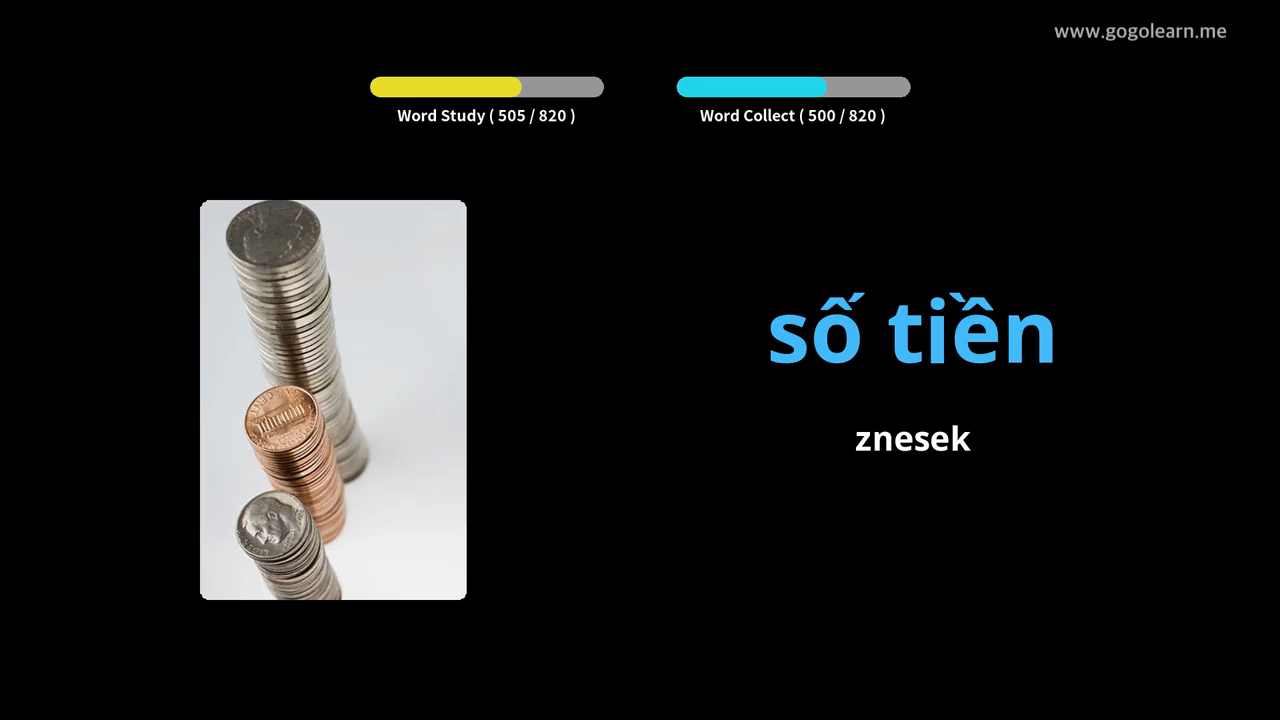 www.gogolearn.me
Word Study ( 505 / 820 )
Word Collect ( 500 / 820 )
số tiền
znesek